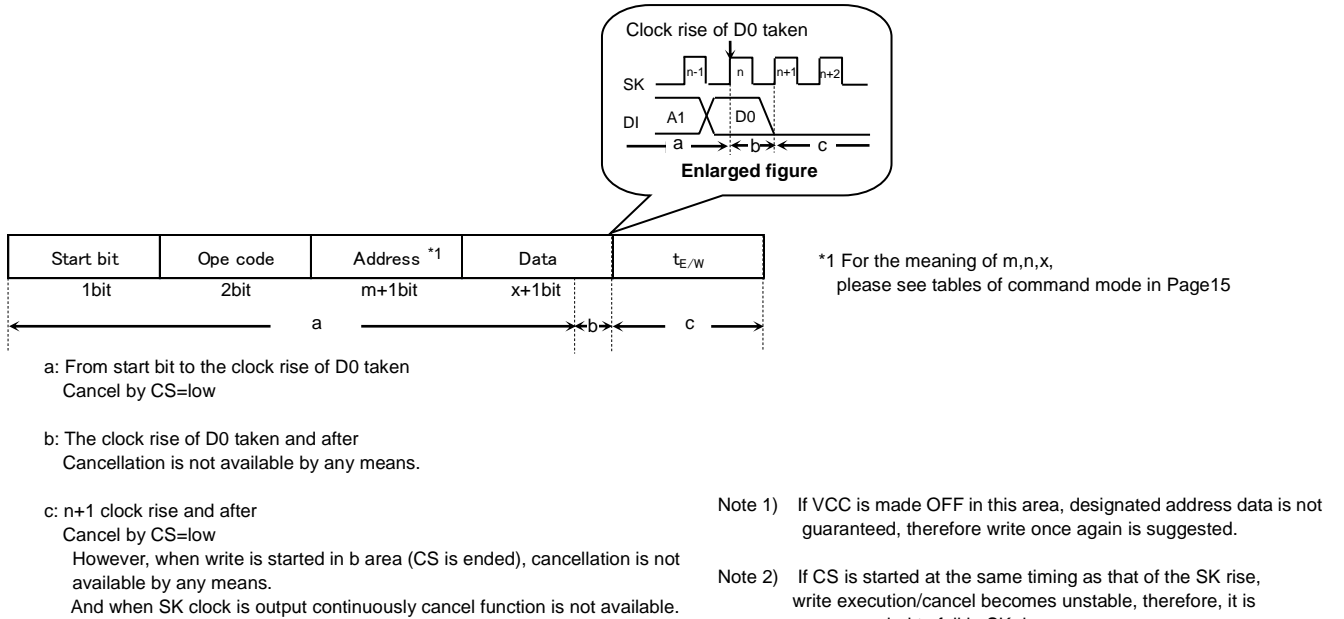 Clock rise of D0 taken
SK
n-1
n
n+1
n+2
DI
A1
D0
a
b
c
Enlarged figure
Start bit
Ope code
Address *1
Data
tE/W
1bit
2bit
m+1bit
x+1bit
a
b
c
*1 For the meaning of m,n,x,
please see tables of command mode in Page15
a: From start bit to the clock rise of D0 taken
Cancel by CS=low
b: The clock rise of D0 taken and after
Cancellation is not available by any means.
c: n+1 clock rise and after
Cancel by CS=low
However, when write is started in b area (CS is ended), cancellation is not
available by any means.
And when SK clock is output continuously cancel function is not available.
Note 1) If VCC is made OFF in this area, designated address data is not
guaranteed, therefore write once again is suggested.
Note 2) If CS is started at the same timing as that of the SK rise,
write execution/cancel becomes unstable, therefore, it is